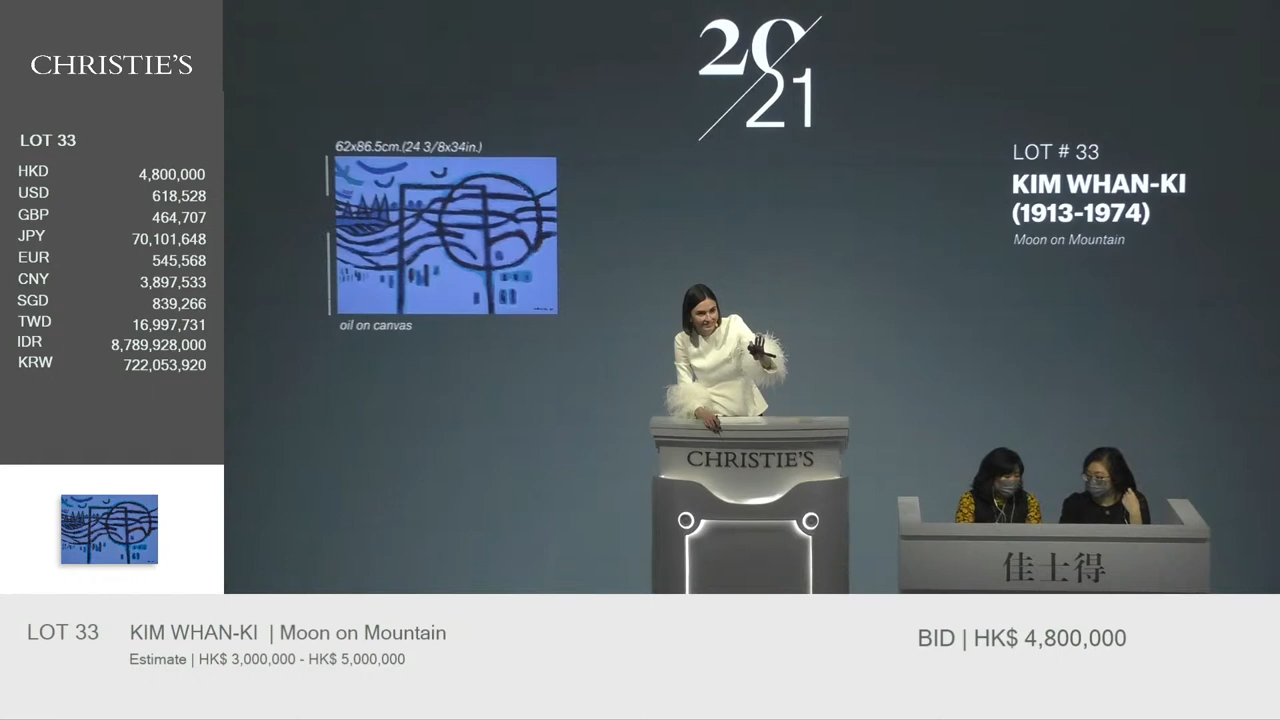 CHRISTIE'S
LOT 33
HKD 4,800,000
USD 618,528
GBP 464,707
JPY 70,101,648
EUR 545,568
CNY 3,897,533
SGD 839,266
TWD 16,997,731
IDR 8,789,928,000
KRW 722,053,920
20/21
62x86.5cm.(24 3/8x34in.)
oil on canvas
LOT # 33
KIM WHAN-KI
(1913-1974)
Moon on Mountain
CHRISTIE'S
佳士得
LOT 33 KIM WHAN-KI | Moon on Mountain
Estimate | HK$ 3,000,000 - HK$ 5,000,000
BID | HK$ 4,800,000